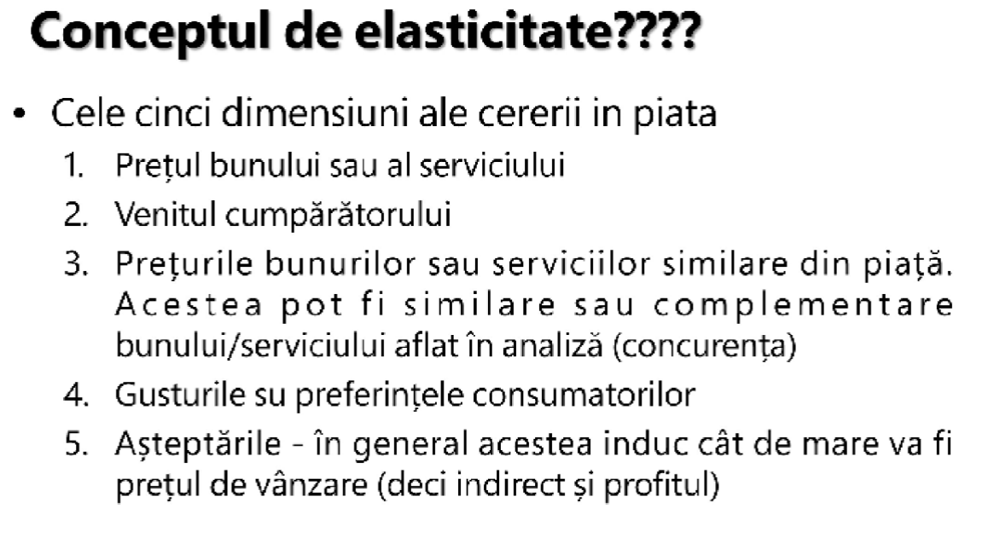 Conceptul de elasticitate????
• Cele cinci dimensiuni ale cererii in piata
1. Prețul bunului sau al serviciului
2. Venitul cumpărătorului
3. Prețurile bunurilor sau serviciilor similare din piață.
Acestea pot fi similare sau complementare
bunului/serviciului aflat în analiză (concurența)
4. Gusturile su preferințele consumatorilor
5. Așteptările - în general acestea induc cât de mare va fi
prețul de vânzare (deci indirect și profitul)